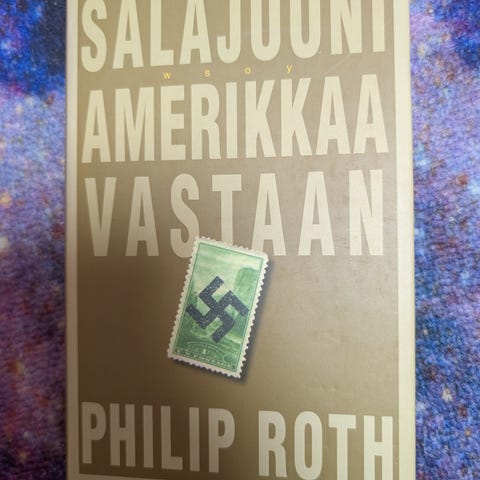 SALAJUONI
wsoy
AMERIKKAA
VASTAAN
PHILIP ROTH